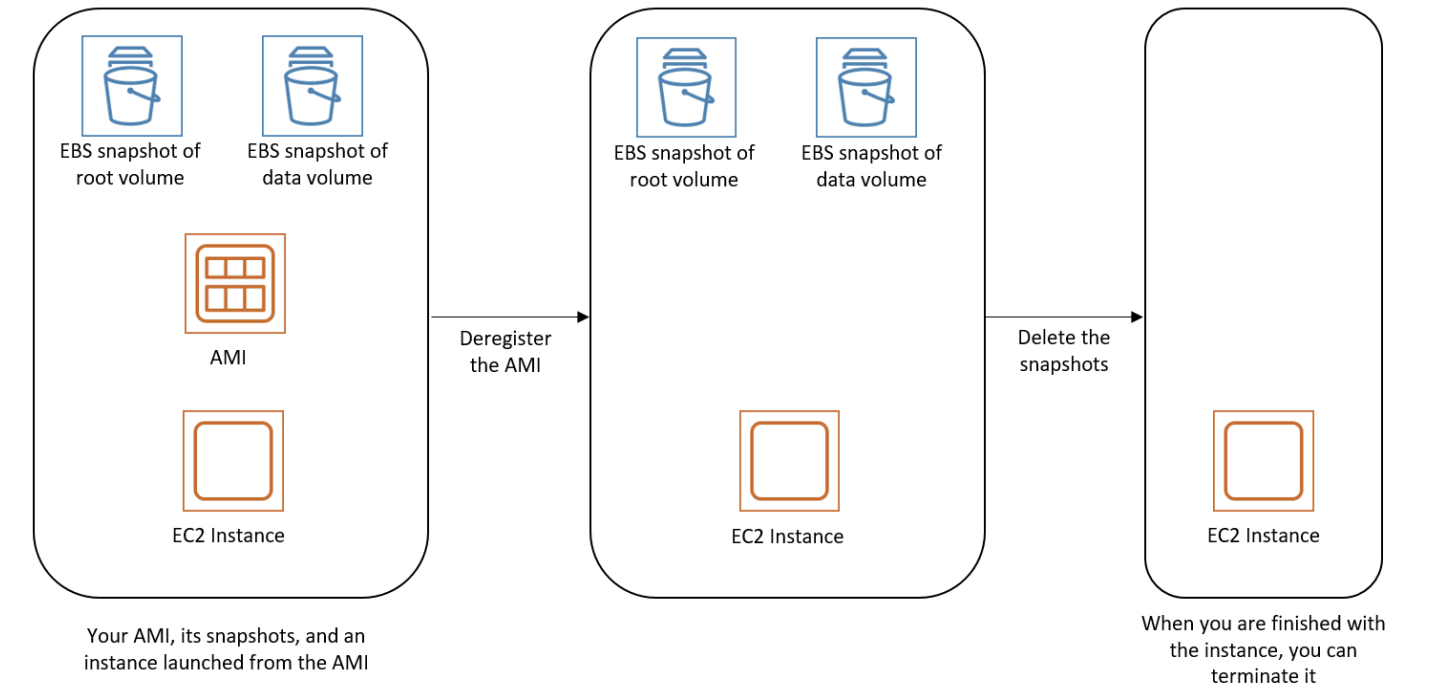 EBS snapshot of
root volume
EBS snapshot of
data volume
AMI
EC2 Instance
Your AMI, its snapshots, and an
instance launched from the AMI
Deregister
the AMI
EBS snapshot of
root volume
EBS snapshot of
data volume
EC2 Instance
Delete the
snapshots
EC2 Instance
When you are finished with
the instance, you can
terminate it